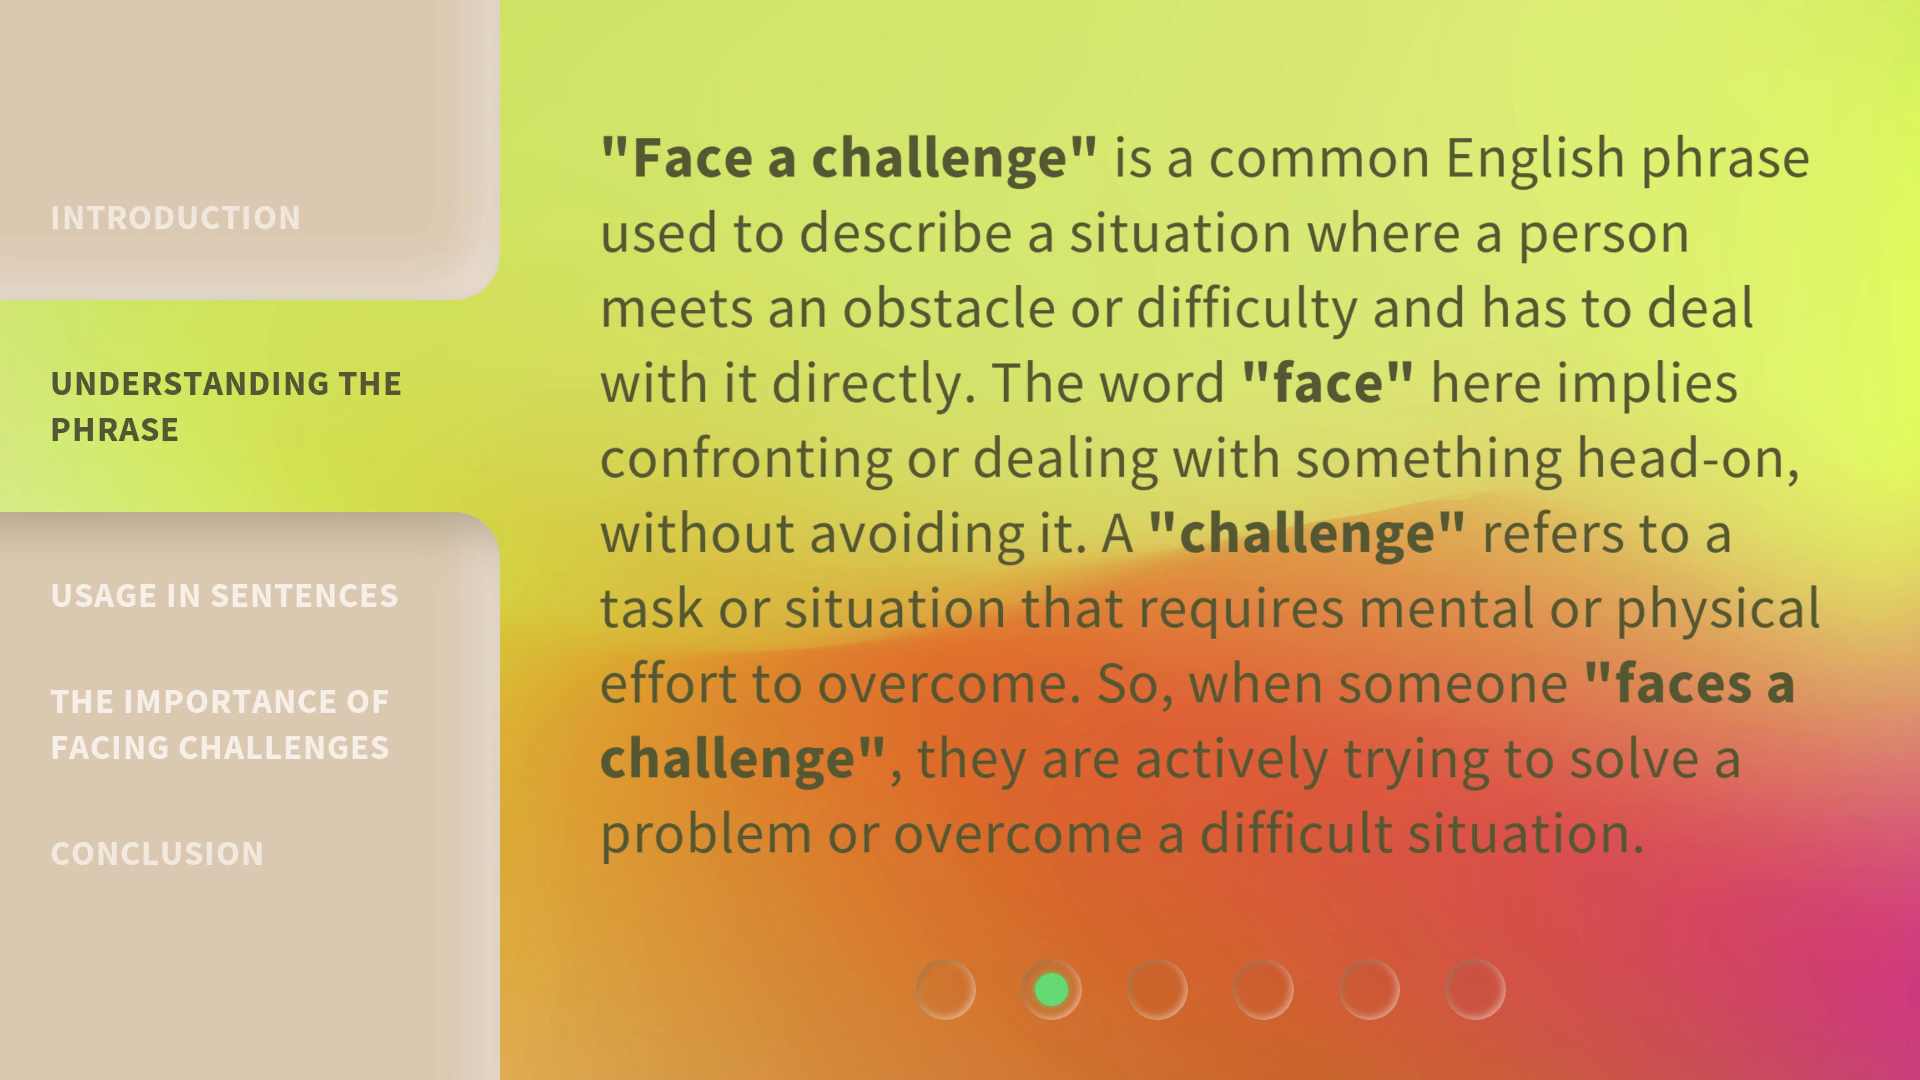 INTRODUCTION
UNDERSTANDING THE
PHRASE
USAGE IN SENTENCES
THE IMPORTANCE OF
FACING CHALLENGES
CONCLUSION
"Face a challenge" is a common English phrase
used to describe a situation where a person
meets an obstacle or difficulty and has to deal
with it directly. The word "face" here implies
confronting or dealing with something head-on,
without avoiding it. A "challenge" refers to a
task or situation that requires mental or physical
effort to overcome. So, when someone "faces a
challenge", they are actively trying to solve a
problem or overcome a difficult situation.